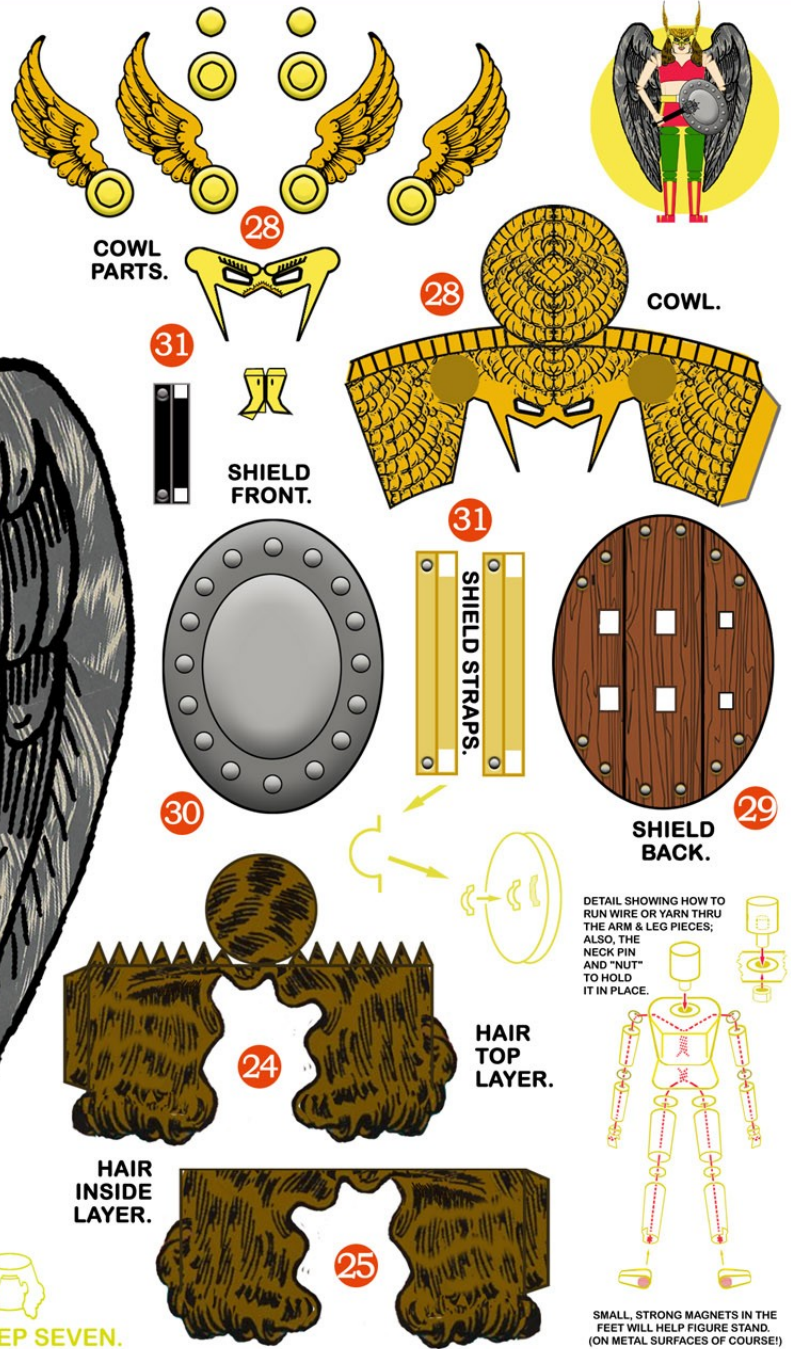 28
COWL
PARTS.
28
COWL.
31
SHIELD
FRONT.
31
SHIELD STRAPS.
30
29
SHIELD
BACK.
DETAIL SHOWING HOW TO
RUN WIRE OR YARN THRU
THE ARM & LEG PIECES;
ALSO, THE
NECK PIN
AND "NUT"
TO HOLD
IT IN PLACE.
24
HAIR
TOP
LAYER.
HAIR
INSIDE
LAYER.
25
EP SEVEN.
SMALL, STRONG MAGNETS IN THE
FEET WILL HELP FIGURE STAND.
(ON METAL SURFACES OF COURSE!)